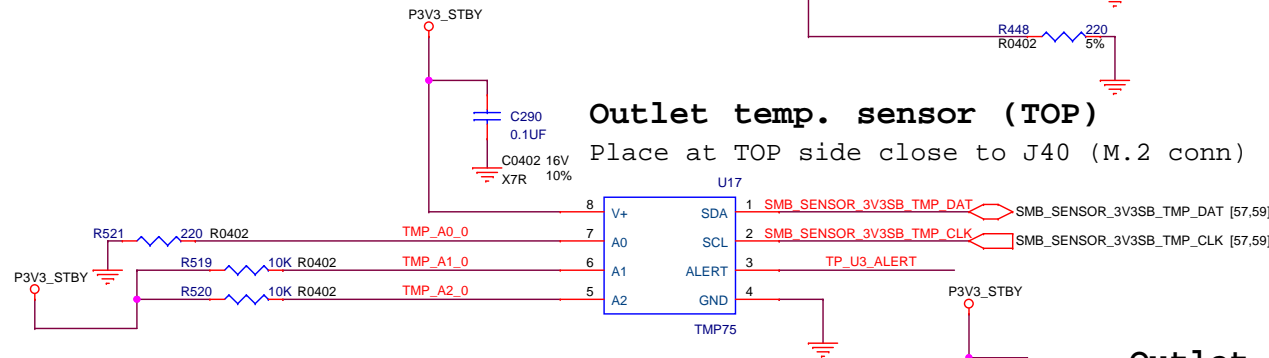 P3V3_STBY
R448 220
R0402 5%
C290
0.1UF
C0402 16V
X7R 10%
Outlet temp. sensor (TOP)
Place at TOP side close to J40 (M.2 conn)
U17
8 V+ SDA 1 SMB_SENSOR_3V3SB_TMP_DAT SMB_SENSOR_3V3SB_TMP_DAT [57,59]
R521 220 R0402 TMP_A0_0 7 A0 SCL 2 SMB_SENSOR_3V3SB_TMP_CLK SMB_SENSOR_3V3SB_TMP_CLK [57,59]
R519 10K R0402 TMP_A1_0 6 A1 ALERT 3 TP_U3_ALERT
P3V3_STBY
R520 10K R0402 TMP_A2_0 5 A2 GND 4
P3V3_STBY
TMP75
Outlet